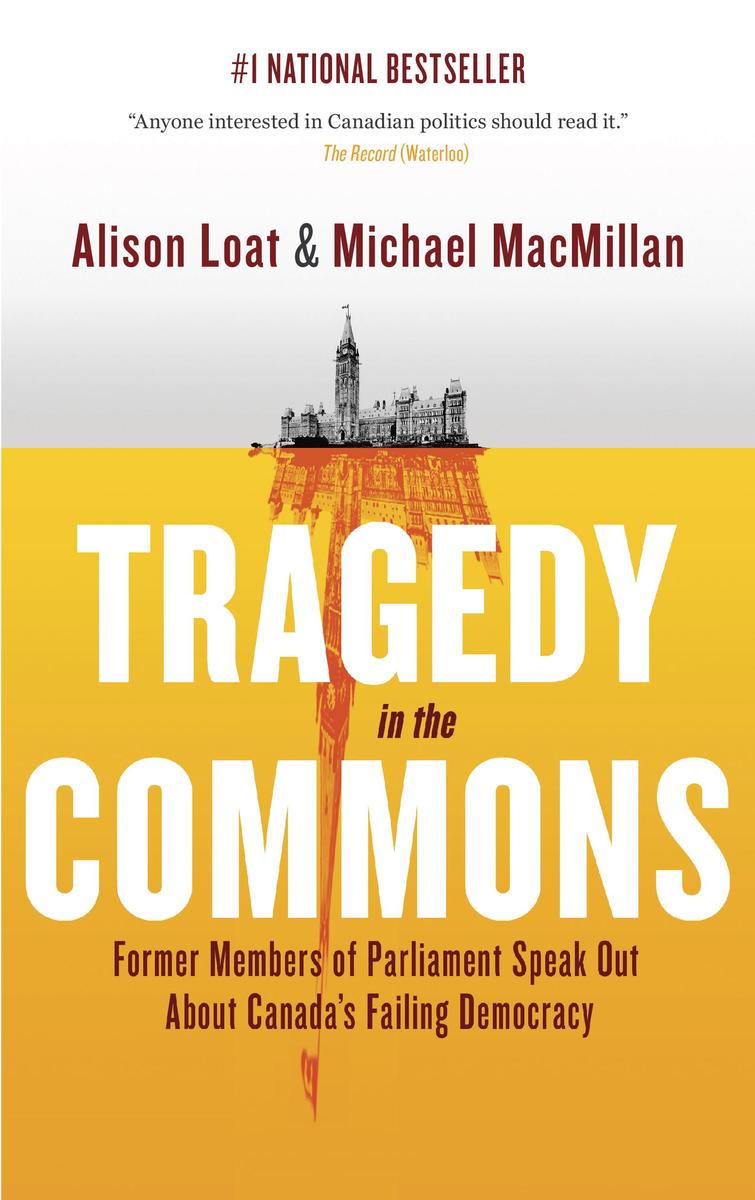 #1 NATIONAL BESTSELLER
“Anyone interested in Canadian politics should read it.”
The Record (Waterloo)
Alison Loat & Michael MacMillan
TRAGEDY
in the
COMMONS
Former Members of Parliament Speak Out
About Canada’s Failing Democracy